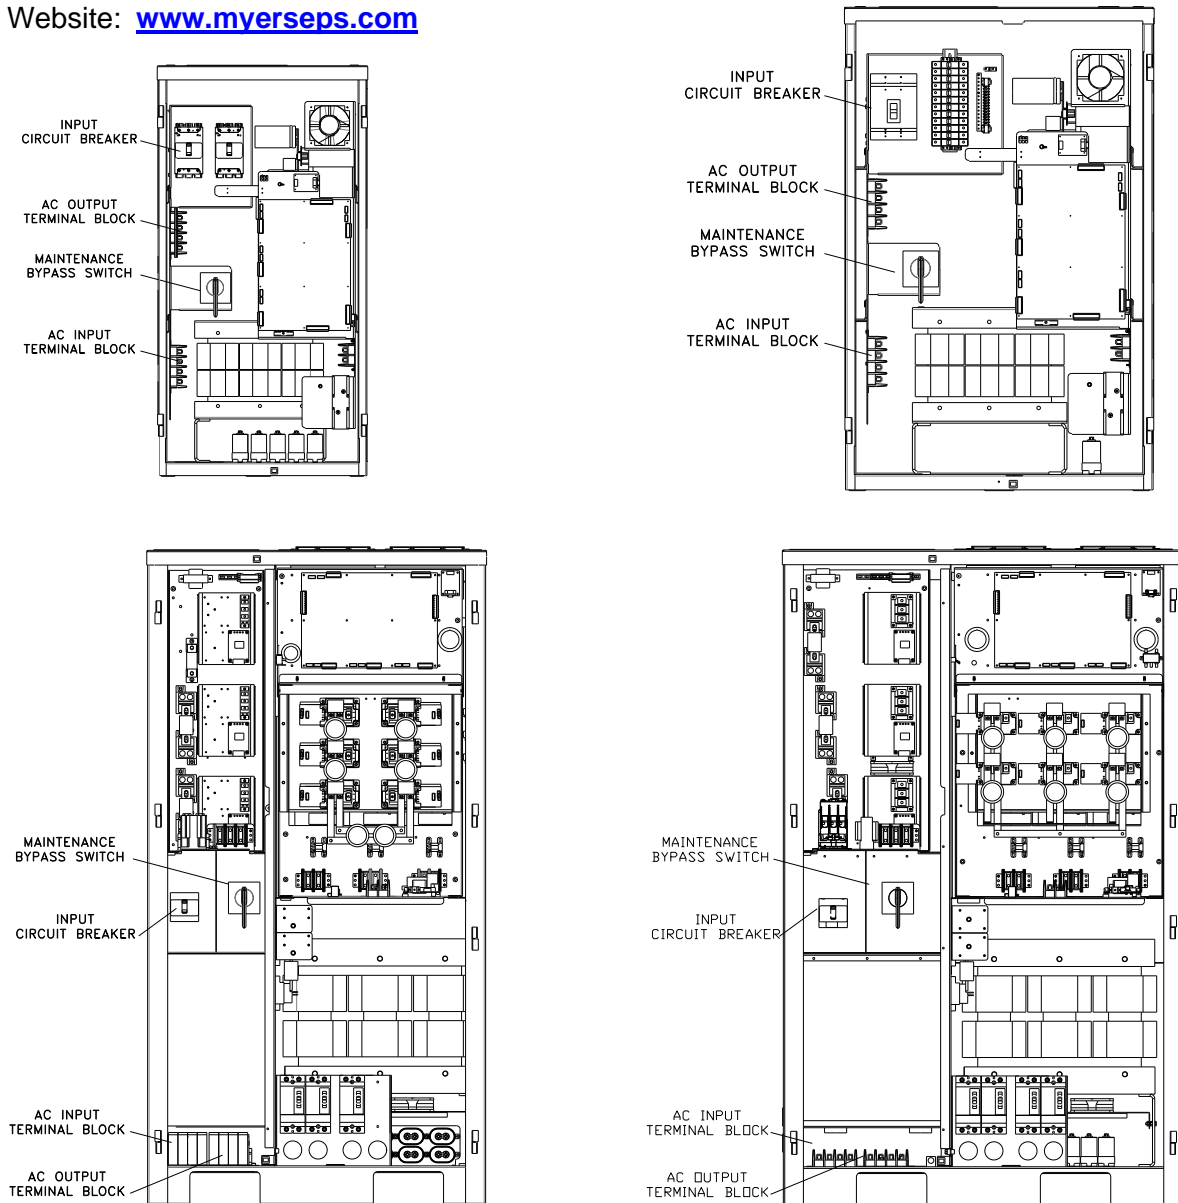 Website: www.myerseps.com
INPUT
CIRCUIT BREAKER
AC OUTPUT
TERMINAL BLOCK
MAINTENANCE
BYPASS SWITCH
AC INPUT
TERMINAL BLOCK
INPUT
CIRCUIT BREAKER
AC OUTPUT
TERMINAL BLOCK
MAINTENANCE
BYPASS SWITCH
AC INPUT
TERMINAL BLOCK
MAINTENANCE
BYPASS SWITCH
INPUT
CIRCUIT BREAKER
AC INPUT
TERMINAL BLOCK
AC OUTPUT
TERMINAL BLOCK
MAINTENANCE
BYPASS SWITCH
INPUT
CIRCUIT BREAKER
AC INPUT
TERMINAL BLOCK
AC OUTPUT
TERMINAL BLOCK